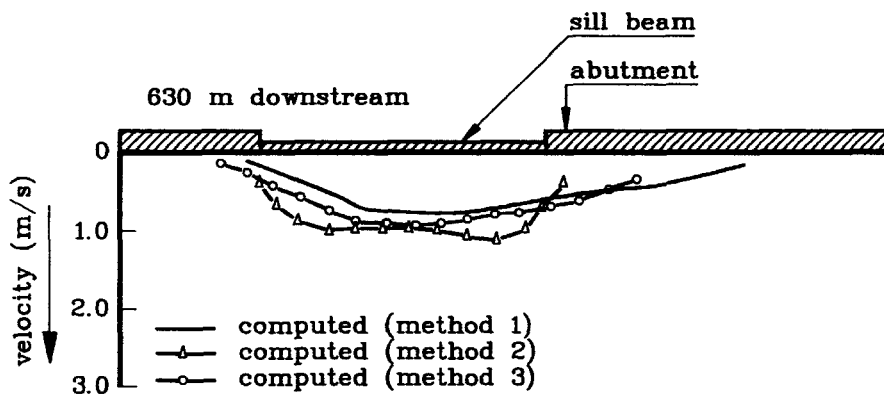 sill beam
abutment
630 m downstream
0
1.0
2.0
3.0
velocity (m/s)
computed (method 1)
computed (method 2)
computed (method 3)